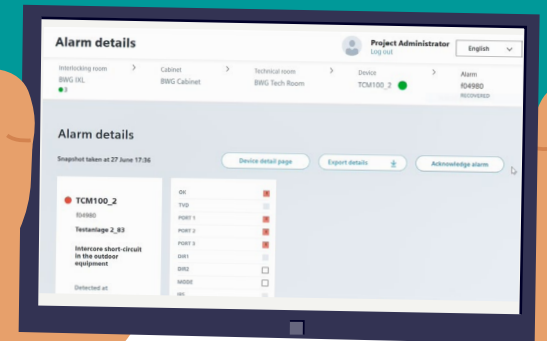 Alarm details
Project Administrator
Log out
English
Interlocking room
Cabinet
Technical room
Device
Alarm
BWG IXL
BWG Cabinet
BWG Tech Room
TCM100_2
f04980
3
RECOVERED
Alarm details
Snapshot taken at 27 June 17:36
Device detail page
Export details
Acknowledge alarm
TCM100_2
f04980
Testanlage 2_B3
Intercore short-circuit
in the outdoor
equipment
Detected at
OK
TVD
PORT 1
PORT 2
PORT 3
DIR1
DIR2
MODE